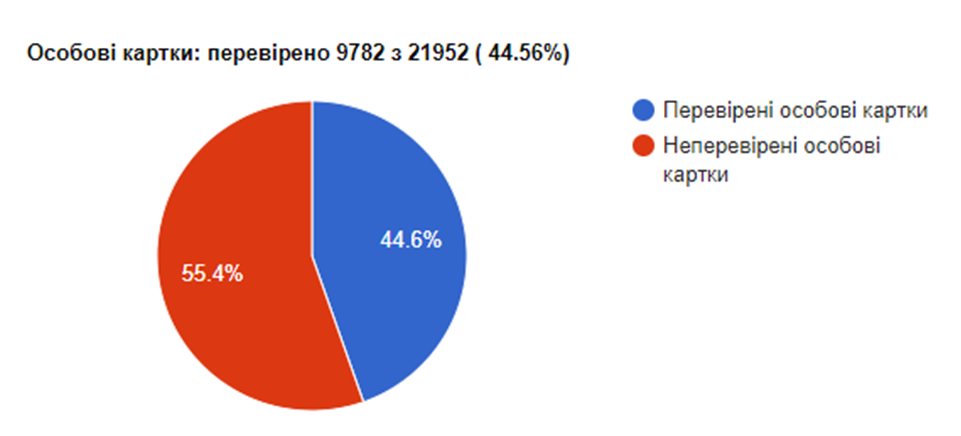 Особові картки: перевірено 9782 з 21952 ( 44.56%)
Перевірені особові картки
Неперевірені особові
картки
44.6%
55.4%